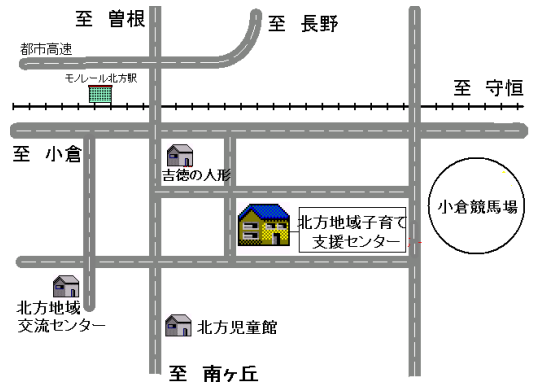 至 曽根
至 長野
都市高速
モノレール北方駅
至 守恒
至 小倉
吉徳の人形
小倉競馬場
北方地域子育て
支援センター
北方地域
交流センター
北方児童館
至 南ヶ丘